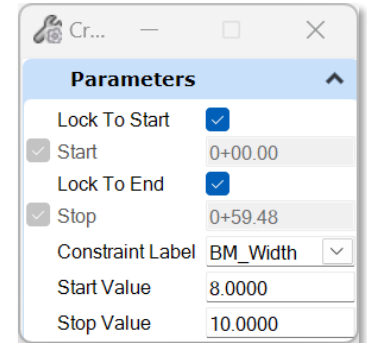 Cr...
Parameters
Lock To Start
Start 0+00.00
Lock To End
Stop 0+59.48
Constraint Label BM_Width
Start Value 8.0000
Stop Value 10.0000